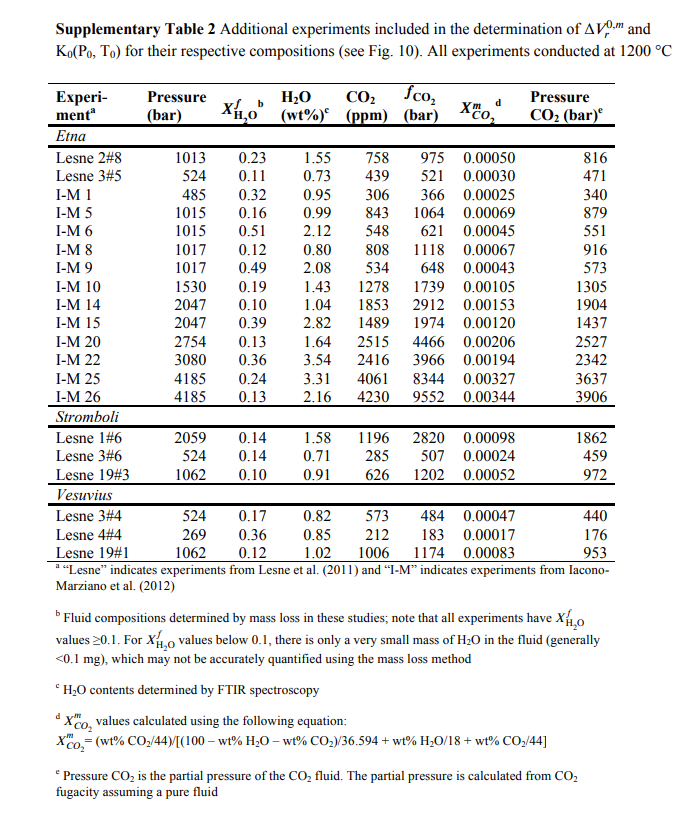 Supplementary Table 2 Additional experiments included in the determination of ΔV_r^{0,m} and
K₀(P₀, T₀) for their respective compositions (see Fig. 10). All experiments conducted at 1200 °C
Experi-mentᵃ Pressure (bar) X^f_{H₂O} ᵇ H₂O (wt%)ᶜ CO₂ (ppm) f_{CO₂} (bar) X^m_{CO₂} ᵈ Pressure CO₂ (bar)ᵉ
Etna
Lesne 2#8 1013 0.23 1.55 758 975 0.00050 816
Lesne 3#5 524 0.11 0.73 439 521 0.00030 471
I-M 1 485 0.32 0.95 306 366 0.00025 340
I-M 5 1015 0.16 0.99 843 1064 0.00069 879
I-M 6 1015 0.51 2.12 548 621 0.00045 551
I-M 8 1017 0.12 0.80 808 1118 0.00067 916
I-M 9 1017 0.49 2.08 534 648 0.00043 573
I-M 10 1530 0.19 1.43 1278 1739 0.00105 1305
I-M 14 2047 0.10 1.04 1853 2912 0.00153 1904
I-M 15 2047 0.39 2.82 1489 1974 0.00120 1437
I-M 20 2754 0.13 1.64 2515 4466 0.00206 2527
I-M 22 3080 0.36 3.54 2416 3966 0.00194 2342
I-M 25 4185 0.24 3.31 4061 8344 0.00327 3637
I-M 26 4185 0.13 2.16 4230 9552 0.00344 3906
Stromboli
Lesne 1#6 2059 0.14 1.58 1196 2820 0.00098 1862
Lesne 3#6 524 0.14 0.71 285 507 0.00024 459
Lesne 19#3 1062 0.10 0.91 626 1202 0.00052 972
Vesuvius
Lesne 3#4 524 0.17 0.82 573 484 0.00047 440
Lesne 4#4 269 0.36 0.85 212 183 0.00017 176
Lesne 19#1 1062 0.12 1.02 1006 1174 0.00083 953
ᵃ “Lesne” indicates experiments from Lesne et al. (2011) and “I-M” indicates experiments from Iacono-
Marziano et al. (2012)
ᵇ Fluid compositions determined by mass loss in these studies; note that all experiments have X^f_{H₂O}
values ≥0.1. For X^f_{H₂O} values below 0.1, there is only a very small mass of H₂O in the fluid (generally
<0.1 mg), which may not be accurately quantified using the mass loss method
ᶜ H₂O contents determined by FTIR spectroscopy
ᵈ X^m_{CO₂} values calculated using the following equation:
X^m_{CO₂}= (wt% CO₂/44)/[(100 – wt% H₂O – wt% CO₂)/36.594 + wt% H₂O/18 + wt% CO₂/44]
ᵉ Pressure CO₂ is the partial pressure of the CO₂ fluid. The partial pressure is calculated from CO₂
fugacity assuming a pure fluid